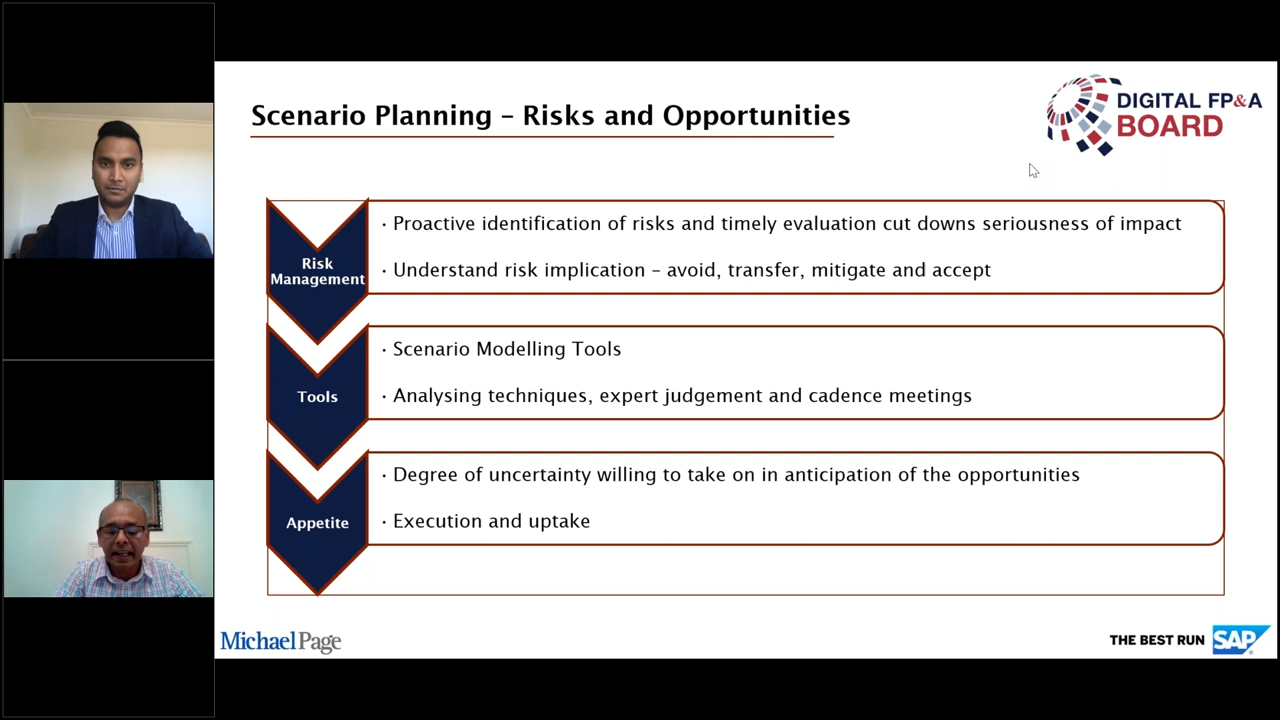 Scenario Planning – Risks and Opportunities
DIGITAL FP&A
BOARD
Risk
Management
· Proactive identification of risks and timely evaluation cut downs seriousness of impact
· Understand risk implication – avoid, transfer, mitigate and accept
Tools
· Scenario Modelling Tools
· Analysing techniques, expert judgement and cadence meetings
Appetite
· Degree of uncertainty willing to take on in anticipation of the opportunities
· Execution and uptake
MichaelPage
THE BEST RUN SAP